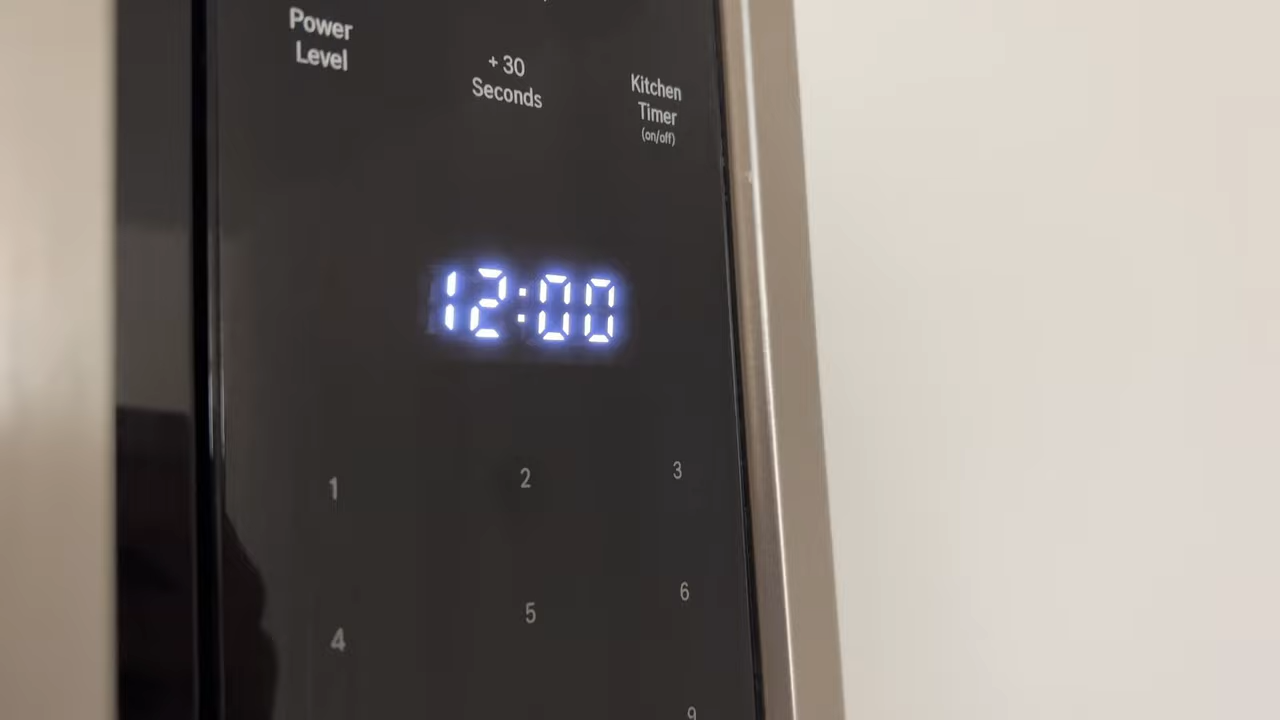 Power
Level
+ 30
Seconds
Kitchen
Timer
(on/off)
12:00
1 2 3
4 5 6
9